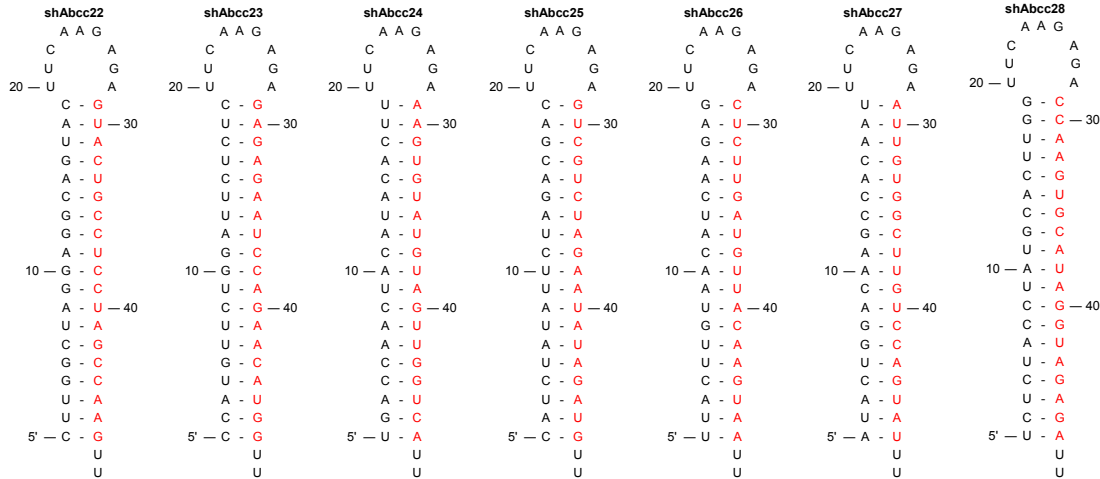 shAbcc22
A A G
C A
U G
20 — U A
C - G
A - U — 30
U - A
G - C
A - U
C - G
G - C
G - C
A - U
10 — G - C
G - C
A - U — 40
U - A
C - G
G - C
G - C
U - A
U - A
5' — C - G
U
U
shAbcc23
A A G
C A
U G
20 — U A
C - G
U - A — 30
C - G
U - A
C - G
U - A
U - A
A - U
G - C
10 — G - C
U - A
C - G — 40
U - A
U - A
G - C
U - A
A - U
C - G
5' — C - G
U
U
shAbcc24
A A G
C A
U G
20 — U A
U - A
U - A — 30
C - G
A - U
C - G
A - U
U - A
A - U
C - G
10 — A - U
U - A
C - G — 40
A - U
A - U
C - G
C - G
A - U
G - C
5' — U - A
U
U
shAbcc25
A A G
C A
U G
20 — U A
C - G
A - U — 30
G - C
C - G
A - U
G - C
A - U
U - A
C - G
10 — U - A
U - A
A - U — 40
U - A
A - U
U - A
C - G
U - A
A - U
5' — C - G
U
U
shAbcc26
A A G
C A
U G
20 — U A
G - C
A - U — 30
G - C
A - U
A - U
C - G
U - A
A - U
C - G
10 — A - U
A - U
U - A — 40
G - C
U - A
U - A
C - G
A - U
U - A
5' — U - A
U
U
shAbcc27
A A G
C A
U G
20 — U A
U - A
A - U — 30
A - U
C - G
A - U
C - G
C - G
G - C
A - U
10 — A - U
C - G
A - U — 40
G - C
G - C
U - A
C - G
A - U
U - A
5' — A - U
U
U
shAbcc28
A A G
C A
U G
20 — U A
G - C
G - C — 30
U - A
U - A
C - G
A - U
C - G
G - C
U - A
10 — A - U
U - A
C - G — 40
C - G
A - U
U - A
C - G
U - A
C - G
5' — U - A
U
U